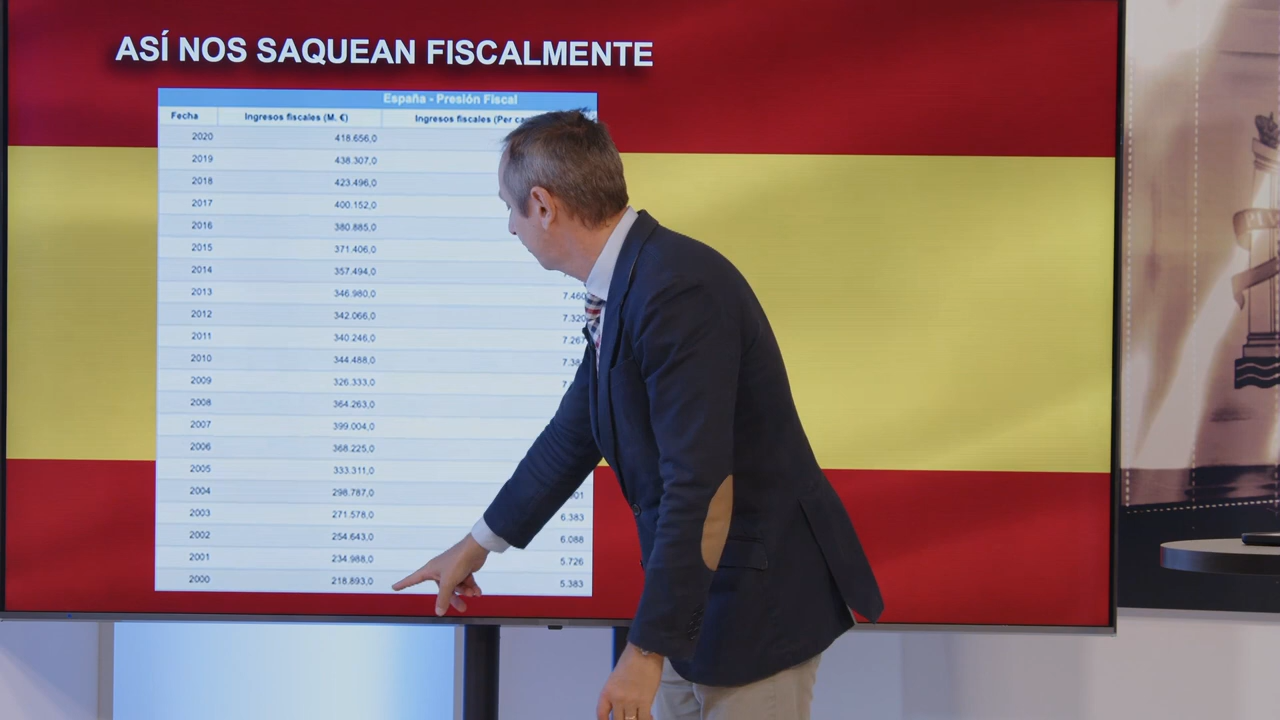 ASÍ NOS SAQUEAN FISCALMENTE
España - Presión Fiscal
Fecha Ingresos fiscales (M. €) Ingresos fiscales (Per
2020 418.656,0
2019 438.307,0
2018 423.496,0
2017 400.152,0
2016 380.885,0
2015 371.406,0
2014 357.494,0
2013 346.980,0 7.460
2012 342.066,0 7.320
2011 340.246,0 7.267
2010 344.488,0
2009 326.333,0
2008 364.263,0
2007 399.004,0
2006 368.225,0
2005 333.311,0
2004 298.787,0
2003 271.578,0 6.383
2002 254.643,0 6.088
2001 234.988,0 5.726
2000 218.893,0 5.383